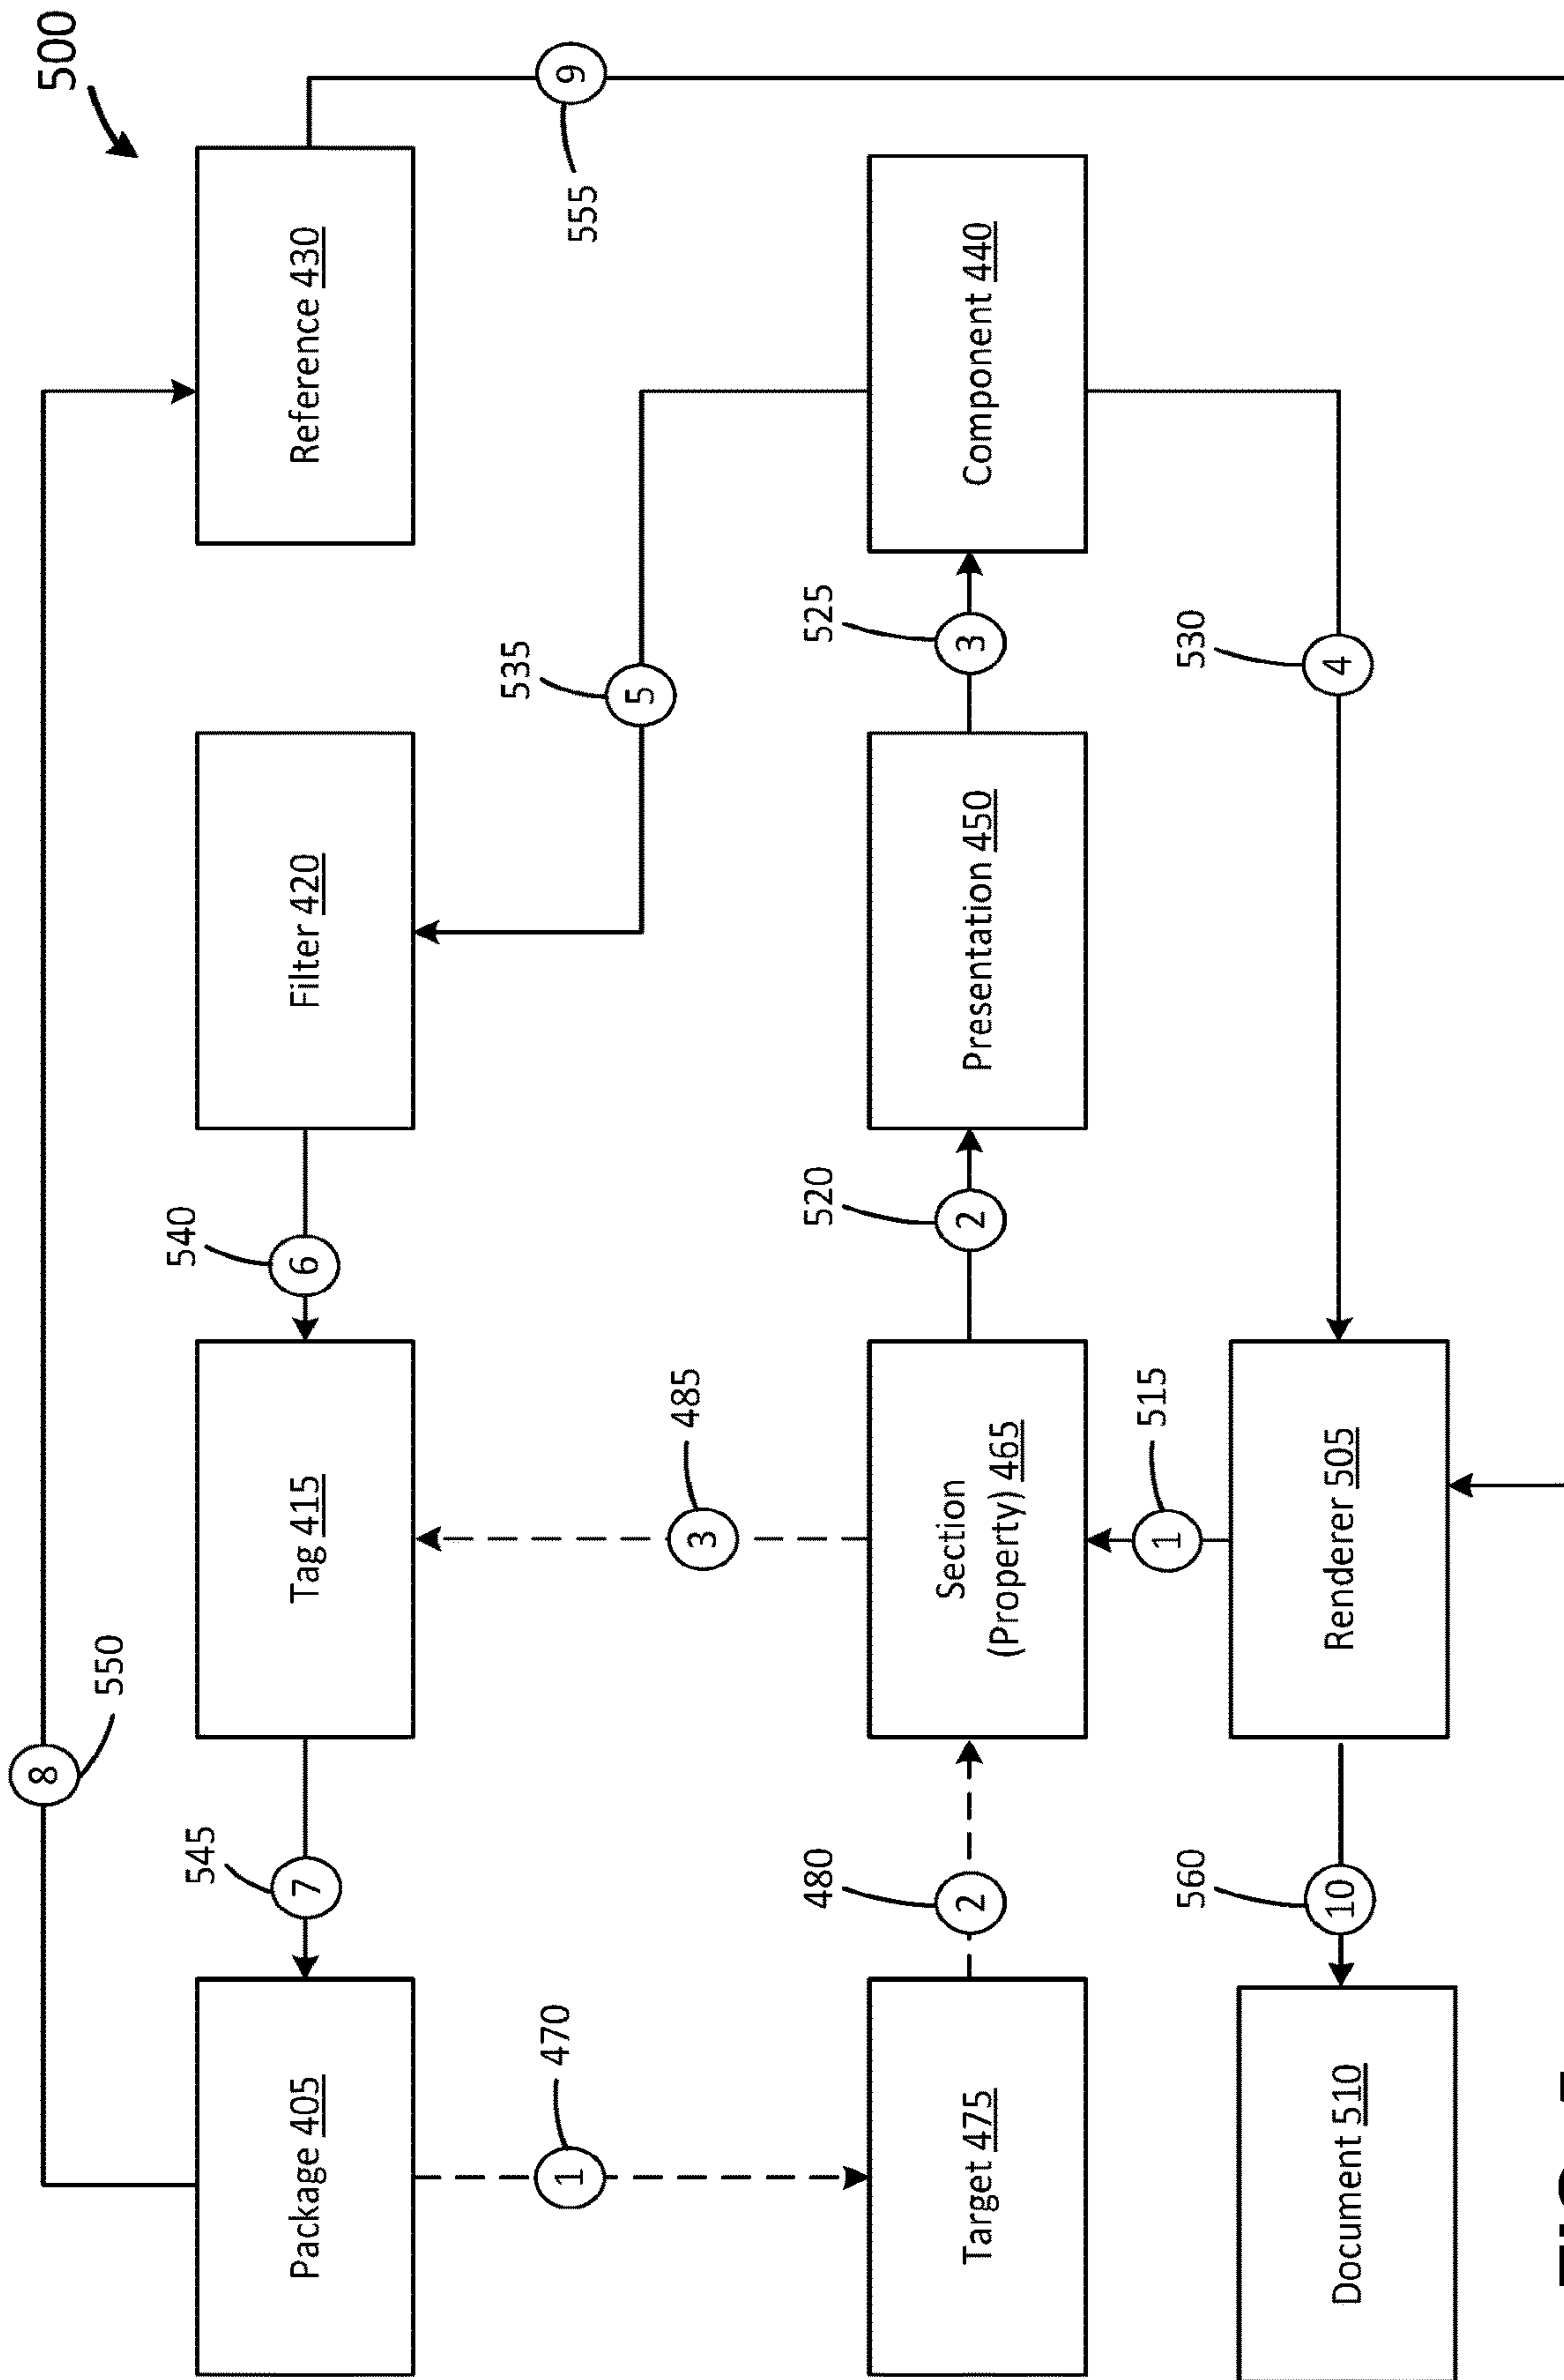 500
8
550
545
540
Package 405
7
Tag 415
6
Filter 420
Reference 430
470
1
535
555
9
5
485
3
480
520
525
Target 475
2
Section
(Property) 465
2
Presentation 450
3
Component 440
515
1
560
530
Document 510
10
Renderer 505
4